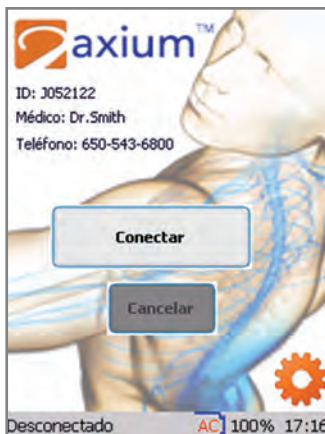 axium™
ID: J052122
Médico: Dr.Smith
Teléfono: 650-543-6800
Conectar
Cancelar
Desconectado AC 100% 17:16